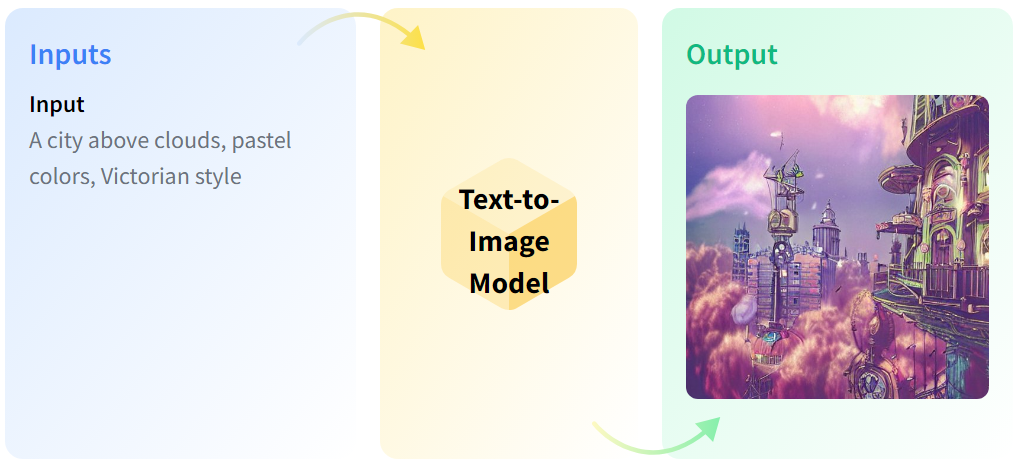 Inputs
Input
A city above clouds, pastel
colors, Victorian style
Text-to-
Image
Model
Output